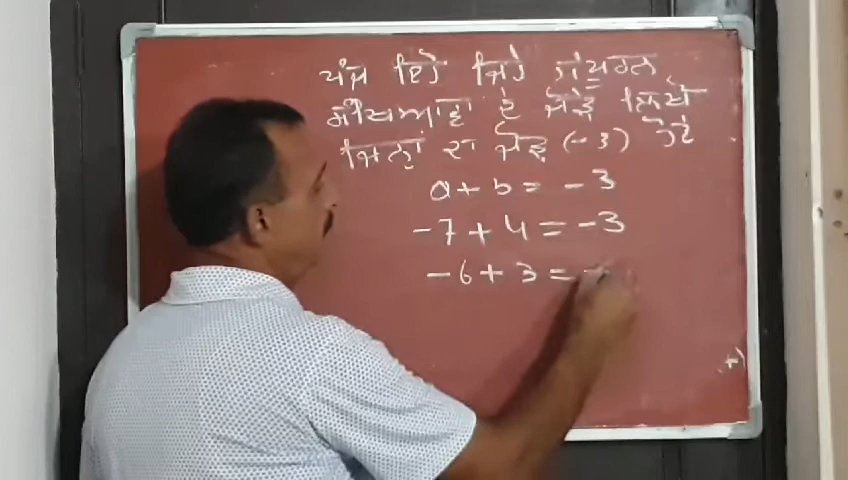 ਪੰਜ ਇਹੋ ਜਿਹੇ ਸੰਪੂਰਨ
ਸੰਖਿਆਵਾਂ ਦੇ ਜੋੜੇ ਲਿਖੋ
ਜਿਨ੍ਹਾਂ ਦਾ ਜੋੜ (-3) ਹੋਵੇ
a + b = -3
-7 + 4 = -3
-6 + 3 = -